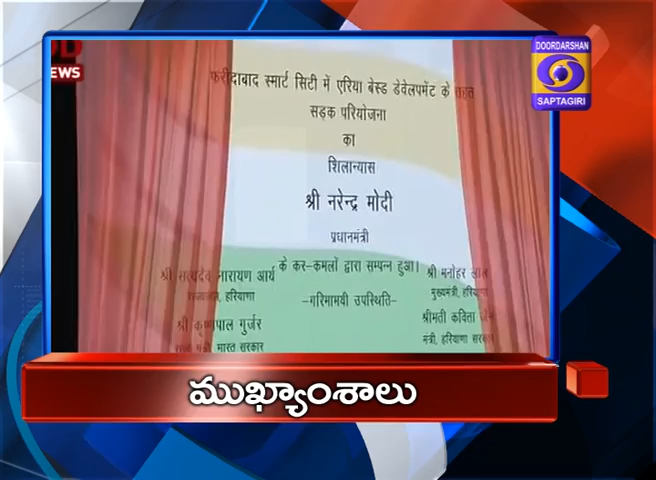 DOORDARSHAN
SAPTAGIRI
NEWS
फरीदाबाद स्मार्ट सिटी में एरिया बेस्ड डेवेलपमेंट के तहत
सड़क परियोजना
का
शिलान्यास
श्री नरेन्द्र मोदी
प्रधानमंत्री
के कर-कमलों द्वारा सम्पन्न हुआ।
श्री सत्यदेव नारायण आर्य
राज्यपाल, हरियाणा
श्री मनोहर लाल
मुख्यमंत्री, हरियाणा
-गरिमामयी उपस्थिति-
श्री कृष्णपाल गुर्जर
राज्य मंत्री, भारत सरकार
श्रीमती कविता जैन
मंत्री, हरियाणा सरकार
ముఖ్యాంశాలు